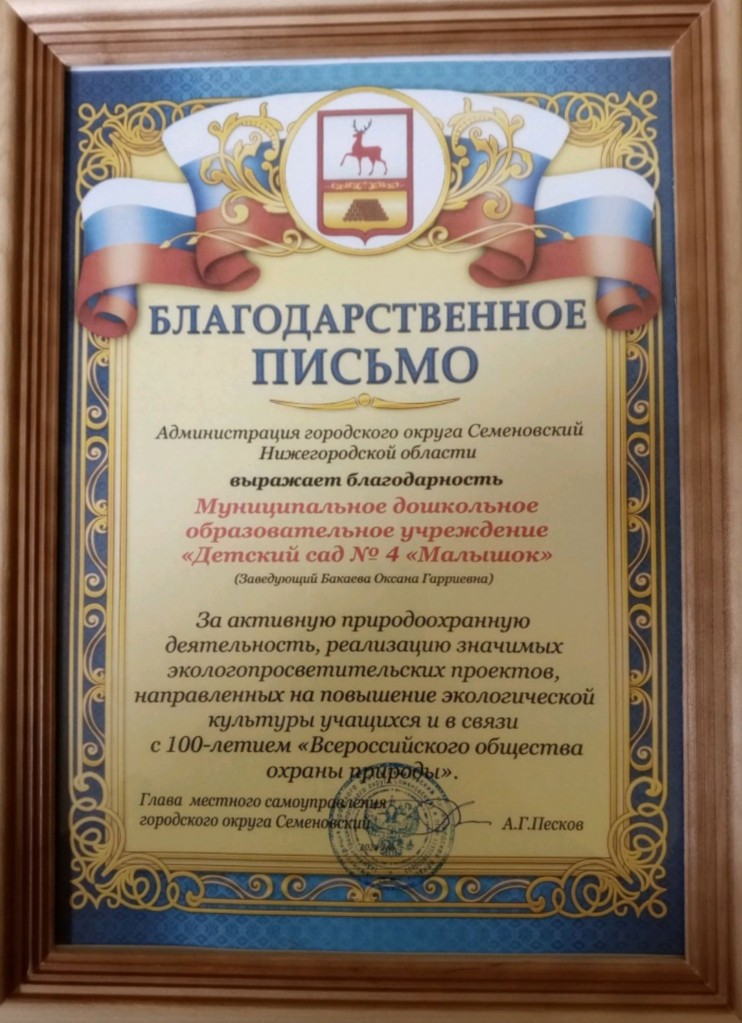 БЛАГОДАРСТВЕННОЕ
ПИСЬМО
Администрация городского округа Семеновский
Нижегородской области
выражает благодарность
Муниципальное дошкольное
образовательное учреждение
«Детский сад № 4 «Малышок»
(Заведующий Бакаева Оксана Гарриевна)
За активную природоохранную
деятельность, реализацию значимых
экологопросветительских проектов,
направленных на повышение экологической
культуры учащихся и в связи
с 100-летием «Всероссийского общества
охраны природы».
Глава местного самоуправления
городского округа Семеновский А.Г.Песков